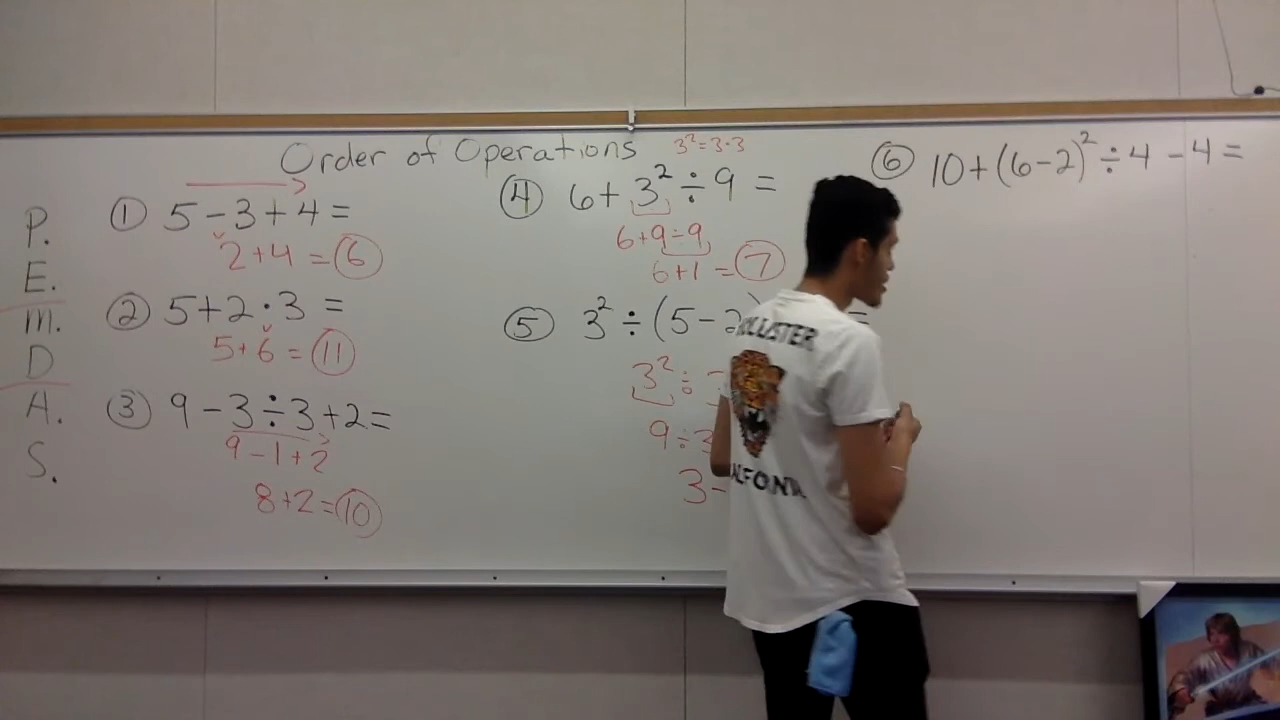 Order of Operations
P.
E.
M.
D
A.
S.
① 5 - 3 + 4 =
2 + 4 = 6
② 5 + 2 · 3 =
5 + 6 = 11
③ 9 - 3 ÷ 3 + 2 =
9 - 1 + 2
8 + 2 = 10
3² = 3·3
④ 6 + 3² ÷ 9 =
6 + 9 ÷ 9
6 + 1 = 7
⑤ 3² ÷ (5 - 2) =
3² ÷
9 ÷ 3
3 -
⑥ 10 + (6 - 2)² ÷ 4 - 4 =